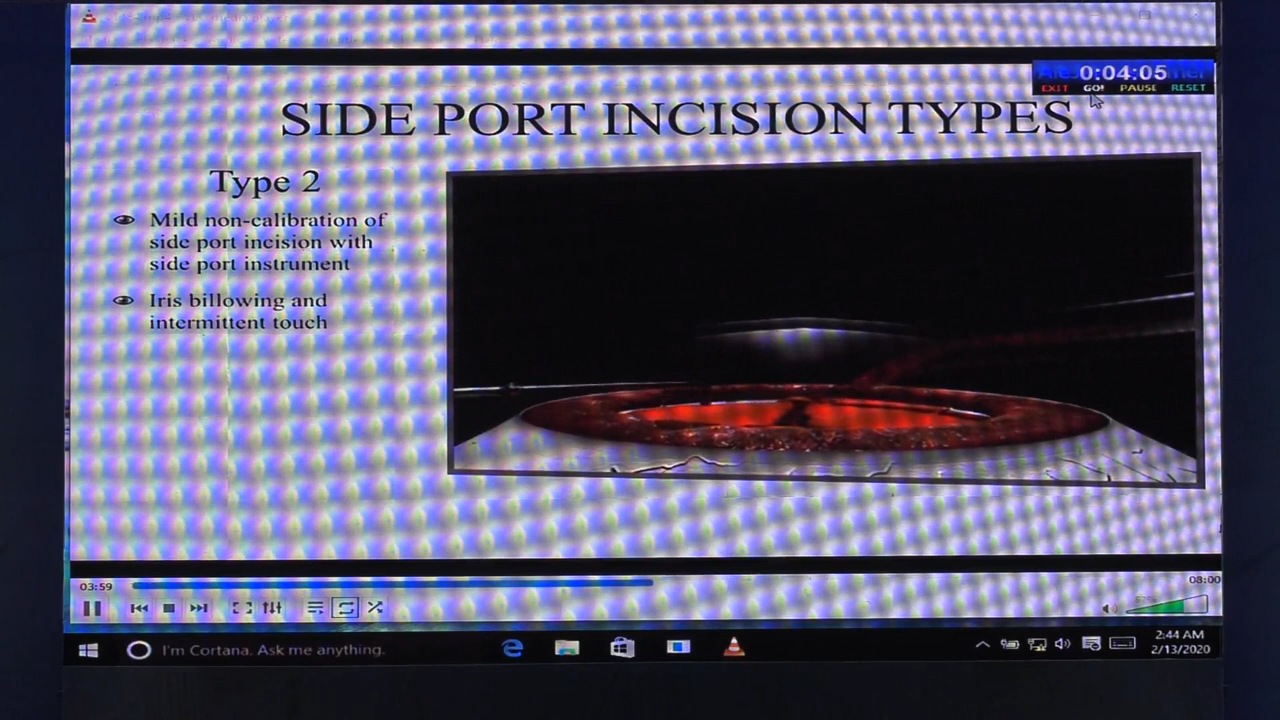 0:04:05
EXIT GO! PAUSE RESET
SIDE PORT INCISION TYPES
Type 2
Mild non-calibration of
side port incision with
side port instrument
Iris billowing and
intermittent touch
03:59
08:00
I'm Cortana. Ask me anything.
2:44 AM
2/13/2020